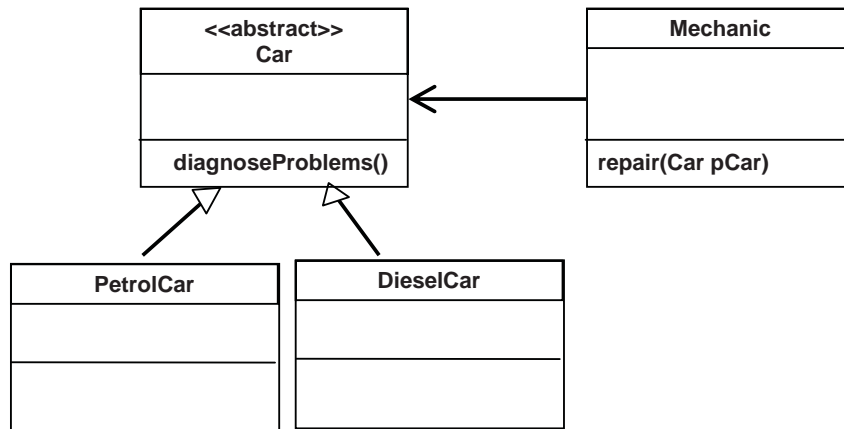 <<abstract>>
Car
diagnoseProblems()
Mechanic
repair(Car pCar)
PetrolCar
DieselCar